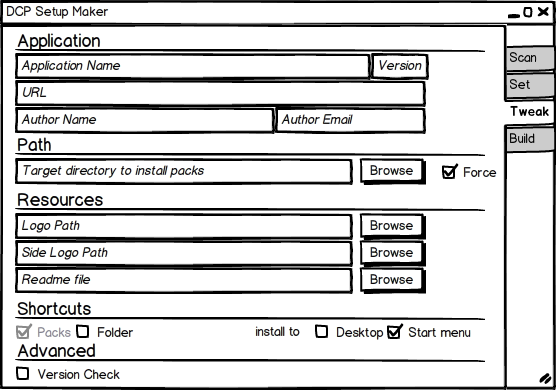 DCP Setup Maker
Application
Application Name Version
URL
Author Name Author Email
Path
Target directory to install packs Browse Force
Resources
Logo Path Browse
Side Logo Path Browse
Readme file Browse
Shortcuts
Packs Folder install to Desktop Start menu
Advanced
Version Check
Scan
Set
Tweak
Build